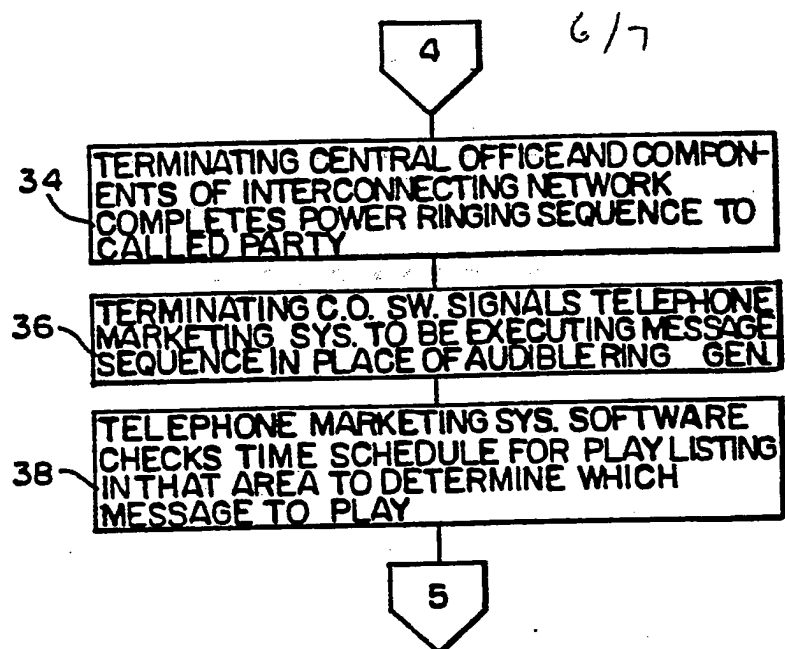 6/7
4
34
TERMINATING CENTRAL OFFICE AND COMPON-
ENTS OF INTERCONNECTING NETWORK
COMPLETES POWER RINGING SEQUENCE TO
CALLED PARTY
36
TERMINATING C.O. SW. SIGNALS TELEPHONE
MARKETING SYS. TO BE EXECUTING MESSAGE
SEQUENCE IN PLACE OF AUDIBLE RING GEN.
38
TELEPHONE MARKETING SYS. SOFTWARE
CHECKS TIME SCHEDULE FOR PLAY LISTING
IN THAT AREA TO DETERMINE WHICH
MESSAGE TO PLAY
5